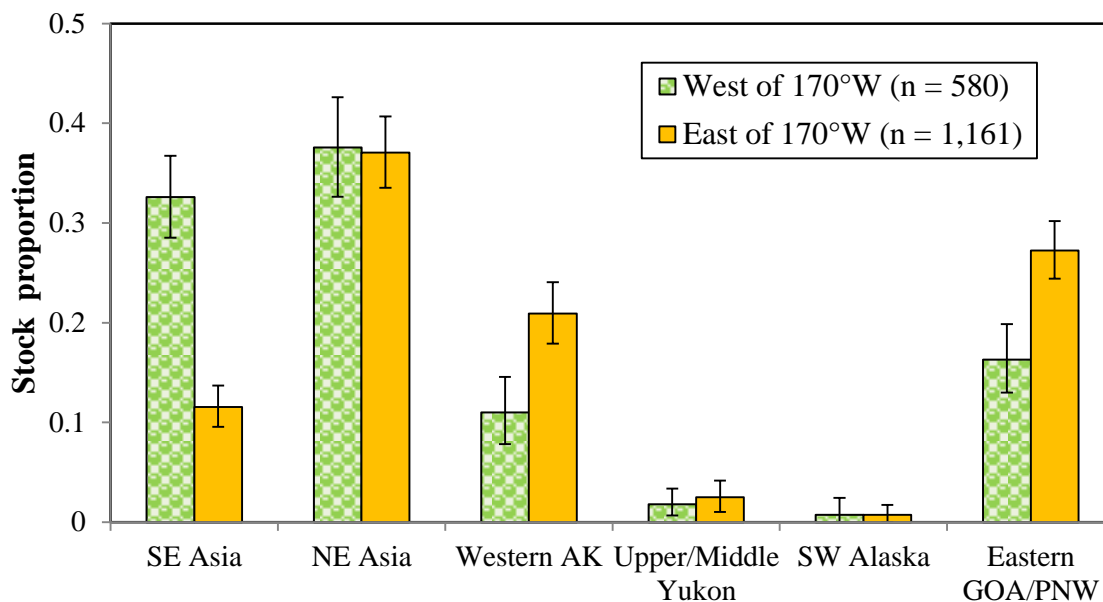 0.5
0.4
0.3
0.2
0.1
0
Stock proportion
West of 170°W (n = 580)
East of 170°W (n = 1,161)
SE Asia
NE Asia
Western AK
Upper/Middle
Yukon
SW Alaska
Eastern
GOA/PNW